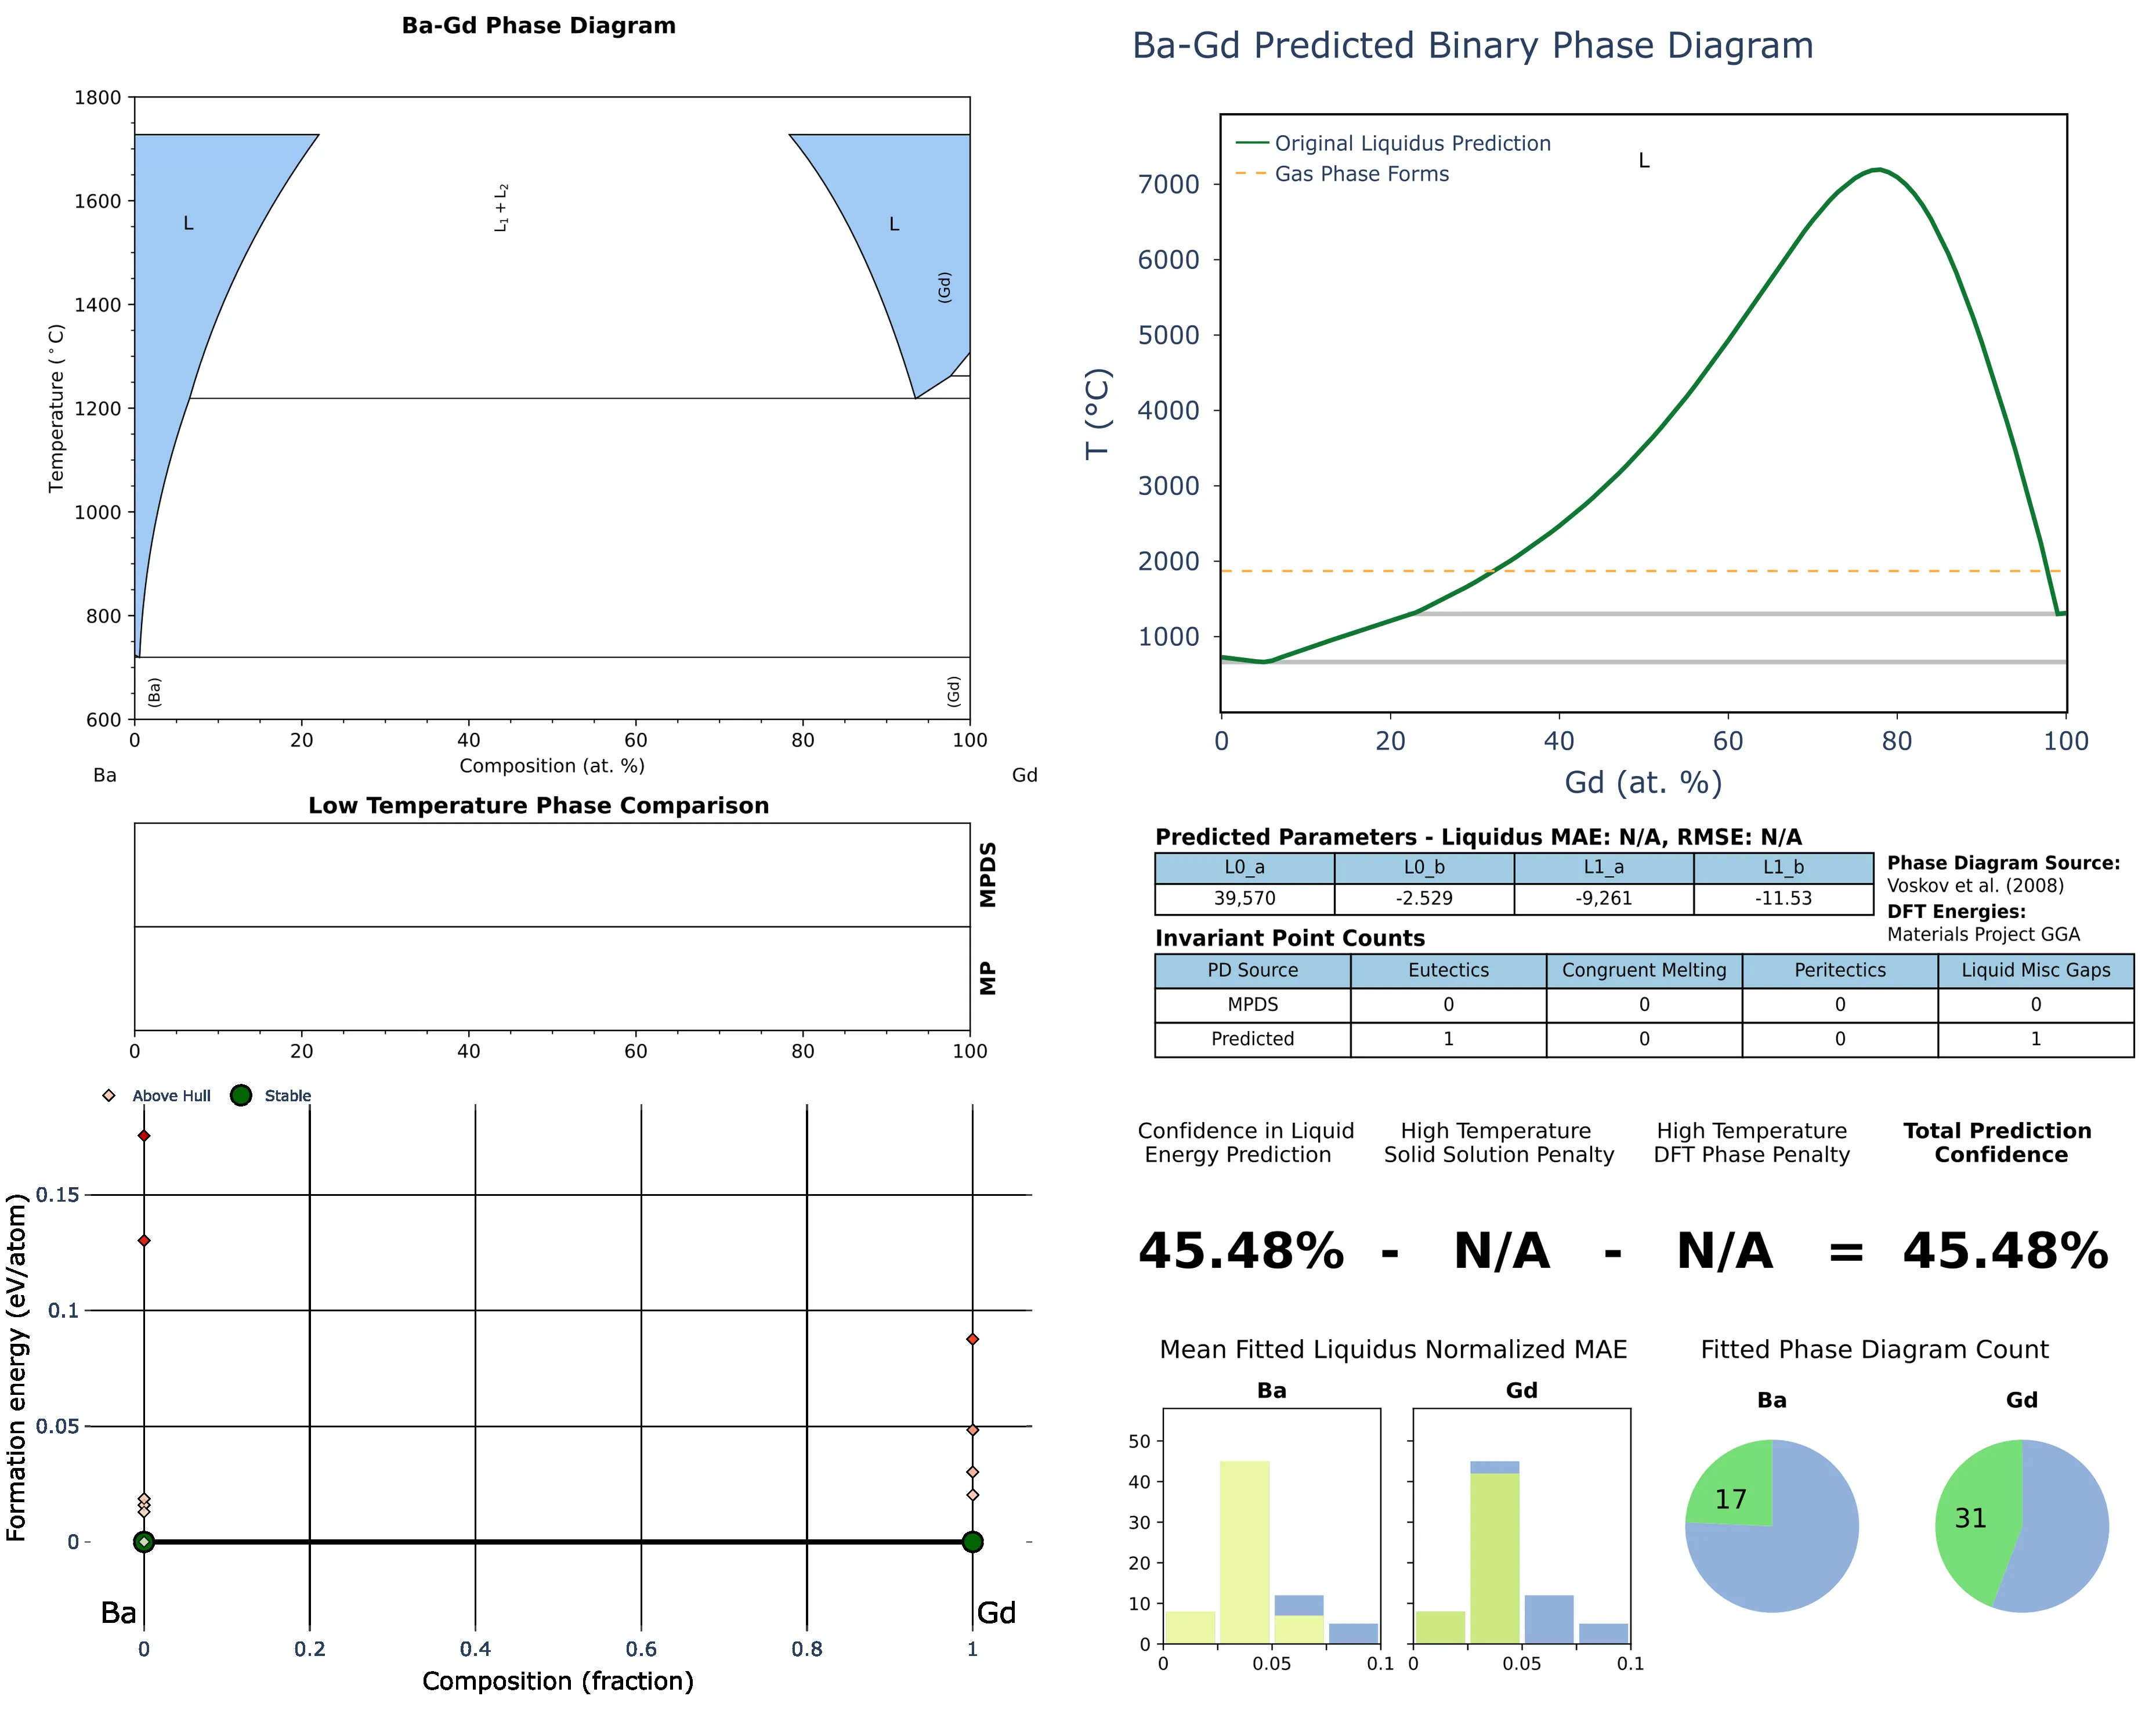 Ba-Gd Phase Diagram
1800
1600
1400
1200
1000
800
600
Temperature (°C)
L
L₁ + L₂
L
(Gd)
(Ba)
(Gd)
0 20 40 60 80 100
Composition (at. %)
Ba Gd
Low Temperature Phase Comparison
MPDS
MP
0 20 40 60 80 100
Above Hull Stable
0.15
0.1
0.05
0
Formation energy (eV/atom)
Ba Gd
0 0.2 0.4 0.6 0.8 1
Composition (fraction)
Ba-Gd Predicted Binary Phase Diagram
Original Liquidus Prediction
Gas Phase Forms
L
7000
6000
5000
4000
3000
2000
1000
T (°C)
0 20 40 60 80 100
Gd (at. %)
Predicted Parameters - Liquidus MAE: N/A, RMSE: N/A
L0_a L0_b L1_a L1_b
39,570 -2.529 -9,261 -11.53
Phase Diagram Source:
Voskov et al. (2008)
DFT Energies:
Materials Project GGA
Invariant Point Counts
PD Source Eutectics Congruent Melting Peritectics Liquid Misc Gaps
MPDS 0 0 0 0
Predicted 1 0 0 1
Confidence in Liquid
Energy Prediction
High Temperature
Solid Solution Penalty
High Temperature
DFT Phase Penalty
Total Prediction
Confidence
45.48% - N/A - N/A = 45.48%
Mean Fitted Liquidus Normalized MAE
Ba Gd
50
40
30
20
10
0
0 0.05 0.1 0 0.05 0.1
Fitted Phase Diagram Count
Ba Gd
17 31